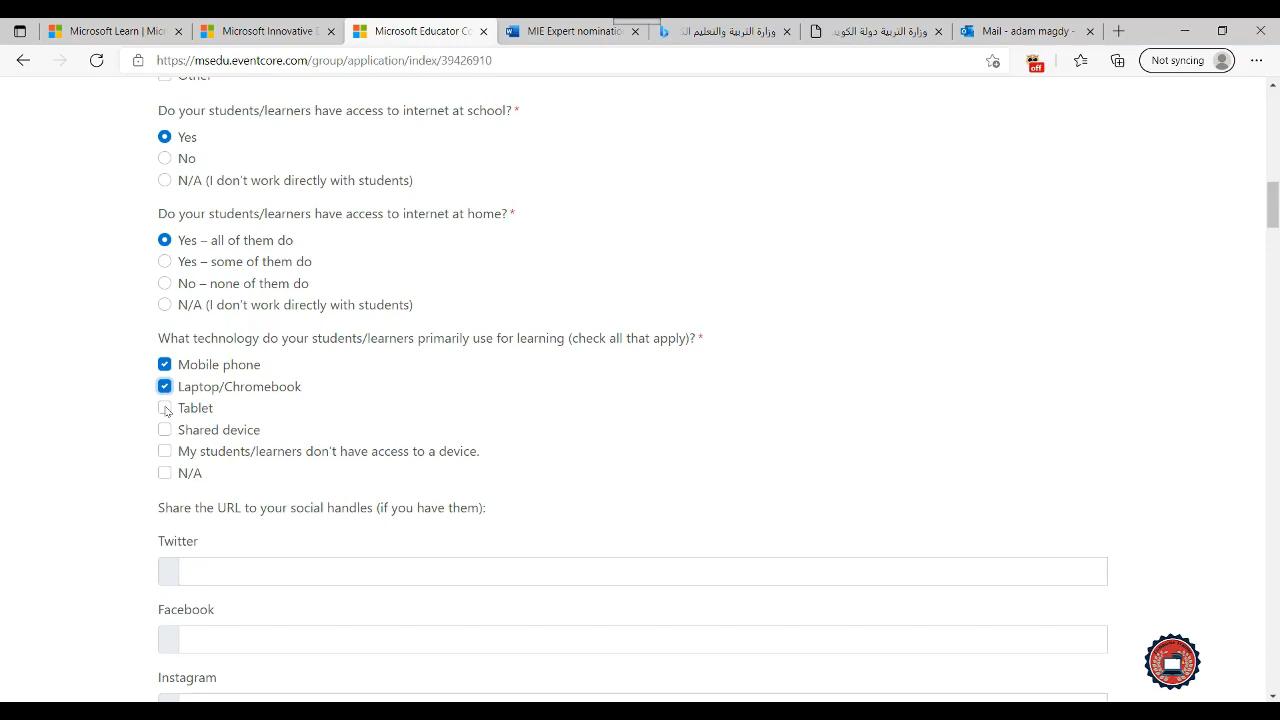 Microsoft Learn | Micr
Microsoft Innovative E
Microsoft Educator Ce
MIE Expert nominatio
وزارة التربية والتعليم الك
وزارة التربية دولة الكويت
Mail - adam magdy -
https://msedu.eventcore.com/group/application/index/39426910
off
Not syncing
Other
Do your students/learners have access to internet at school? *
Yes
No
N/A (I don't work directly with students)
Do your students/learners have access to internet at home? *
Yes – all of them do
Yes – some of them do
No – none of them do
N/A (I don't work directly with students)
What technology do your students/learners primarily use for learning (check all that apply)? *
Mobile phone
Laptop/Chromebook
Tablet
Shared device
My students/learners don't have access to a device.
N/A
Share the URL to your social handles (if you have them):
Twitter
Facebook
Instagram